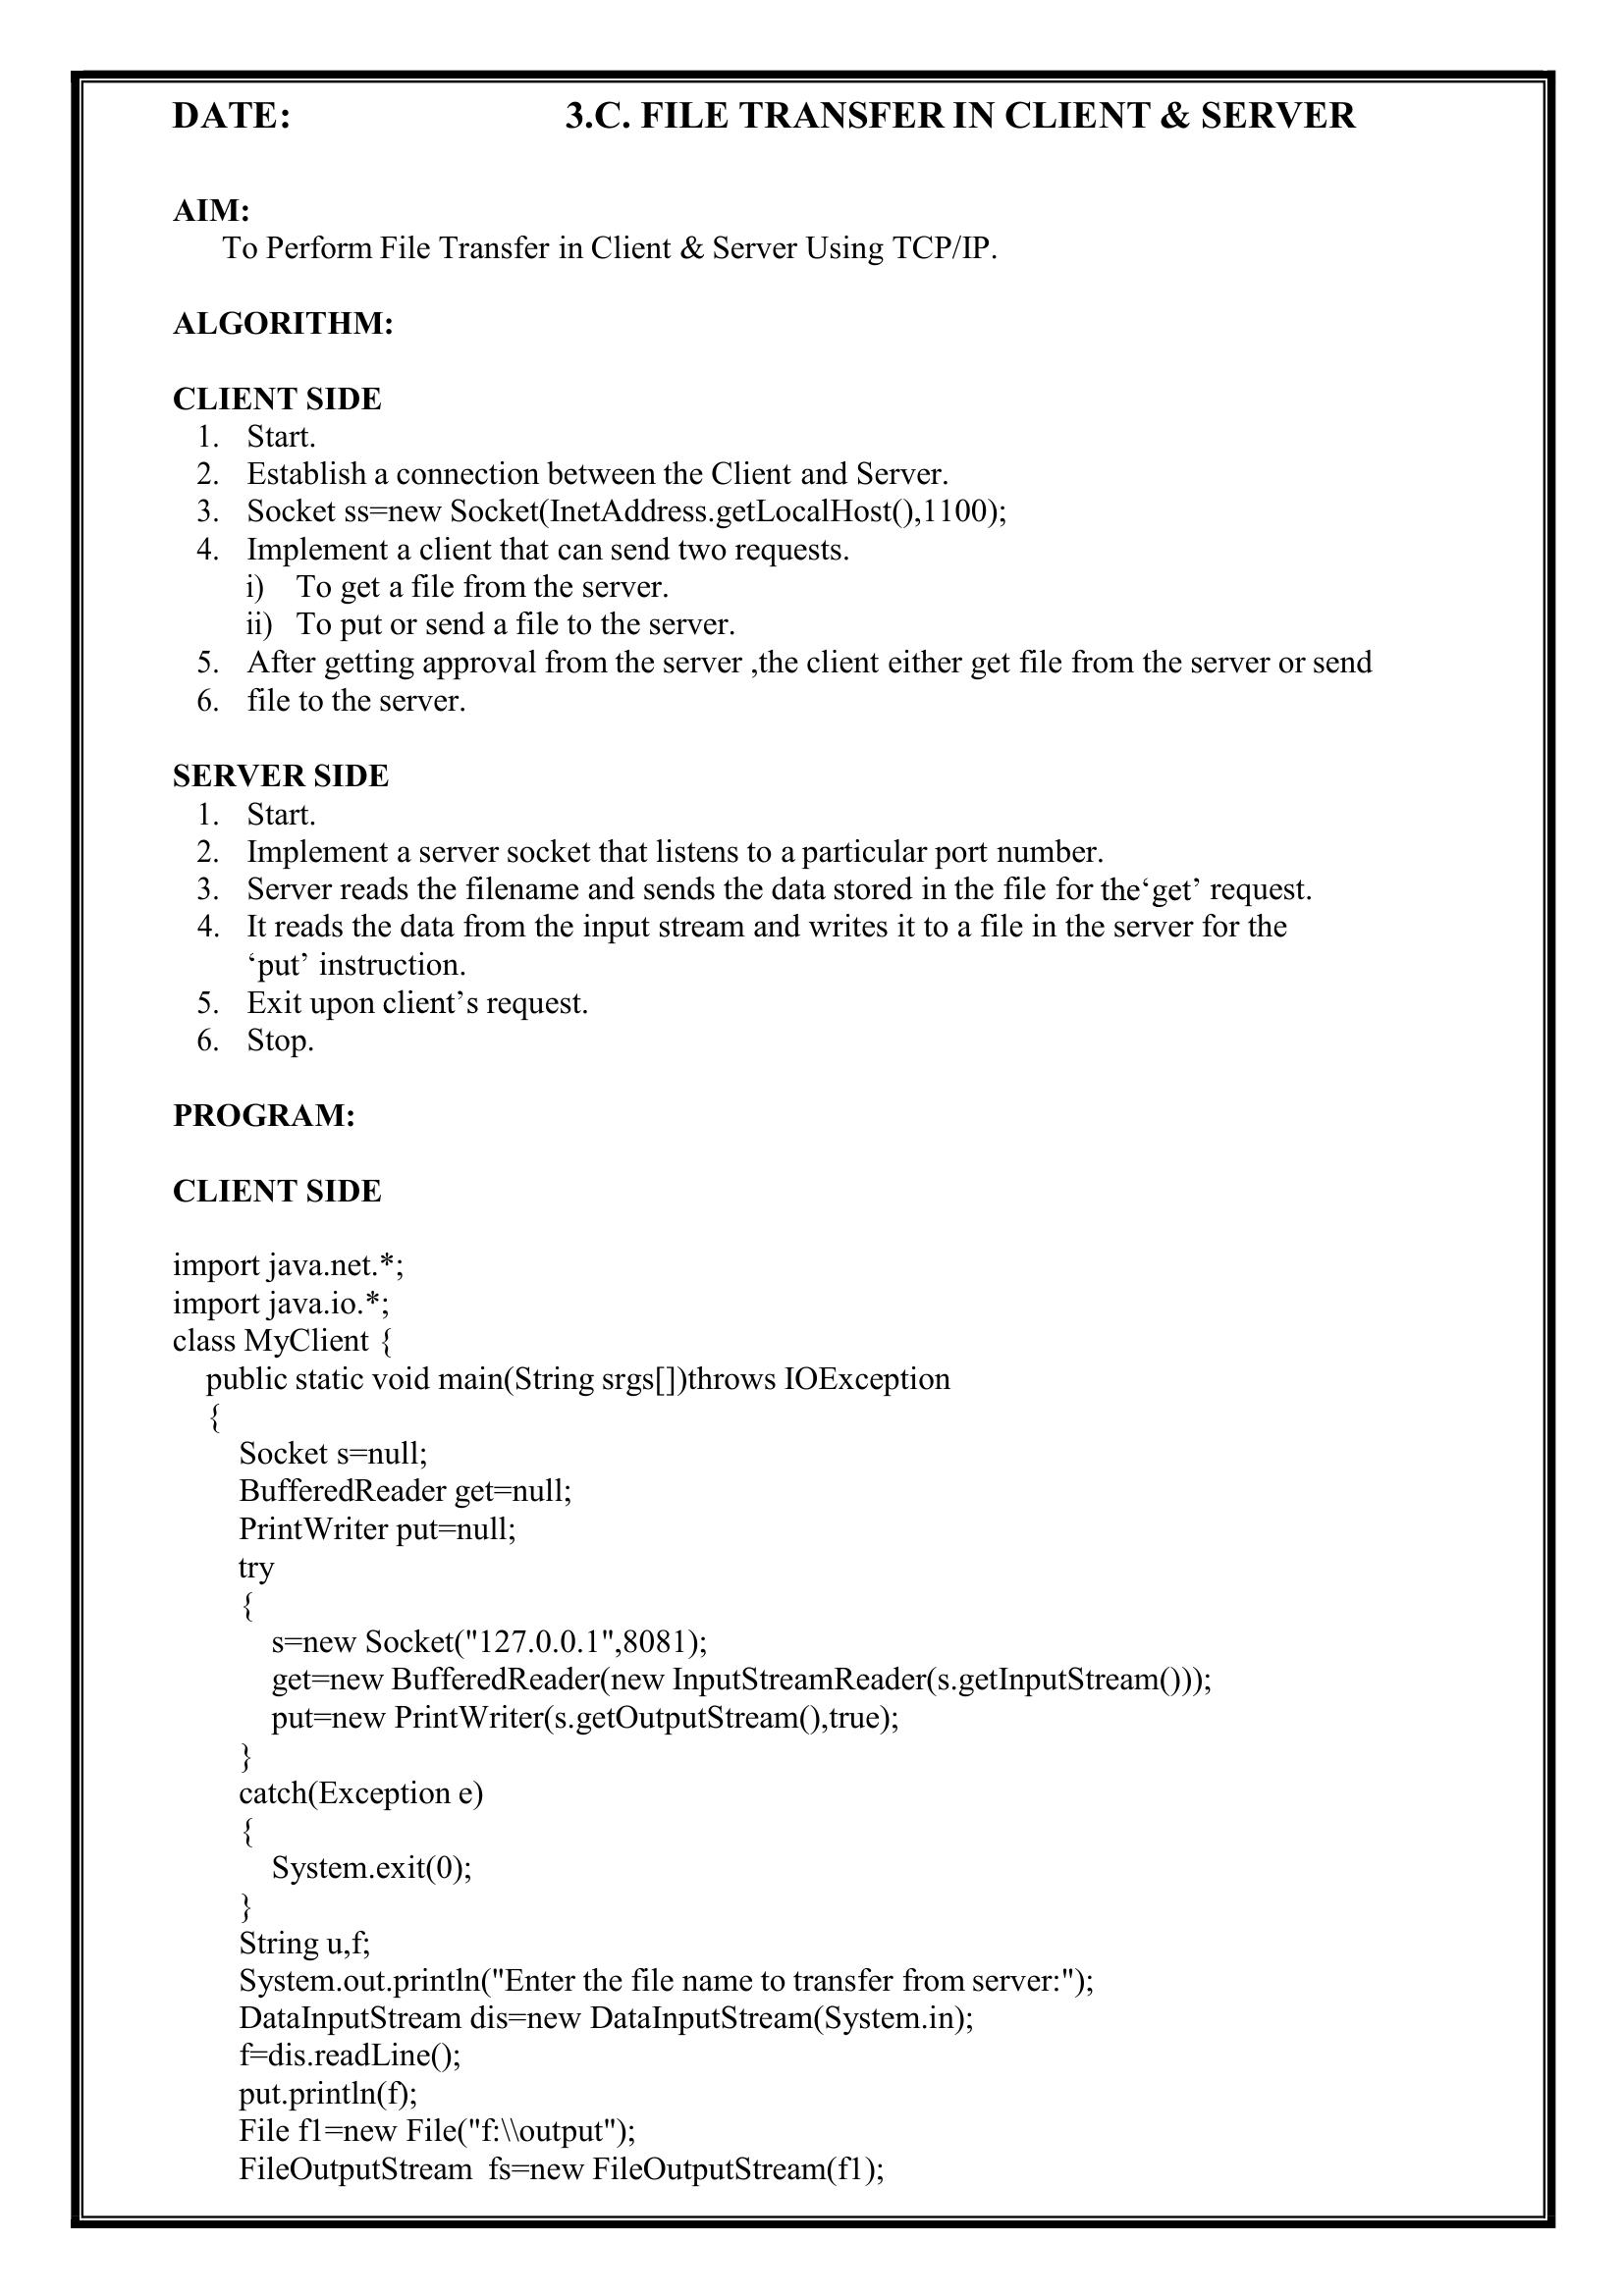 DATE: 3.C. FILE TRANSFER IN CLIENT & SERVER
AIM:
To Perform File Transfer in Client & Server Using TCP/IP.
ALGORITHM:
CLIENT SIDE
1. Start.
2. Establish a connection between the Client and Server.
3. Socket ss=new Socket(InetAddress.getLocalHost(),1100);
4. Implement a client that can send two requests.
i) To get a file from the server.
ii) To put or send a file to the server.
5. After getting approval from the server ,the client either get file from the server or send
6. file to the server.
SERVER SIDE
1. Start.
2. Implement a server socket that listens to a particular port number.
3. Server reads the filename and sends the data stored in the file for the‘get’ request.
4. It reads the data from the input stream and writes it to a file in the server for the
‘put’ instruction.
5. Exit upon client’s request.
6. Stop.
PROGRAM:
CLIENT SIDE
import java.net.*;
import java.io.*;
class MyClient {
public static void main(String srgs[])throws IOException
{
Socket s=null;
BufferedReader get=null;
PrintWriter put=null;
try
{
s=new Socket("127.0.0.1",8081);
get=new BufferedReader(new InputStreamReader(s.getInputStream()));
put=new PrintWriter(s.getOutputStream(),true);
}
catch(Exception e)
{
System.exit(0);
}
String u,f;
System.out.println("Enter the file name to transfer from server:");
DataInputStream dis=new DataInputStream(System.in);
f=dis.readLine();
put.println(f);
File f1=new File("f:\\output");
FileOutputStream fs=new FileOutputStream(f1);